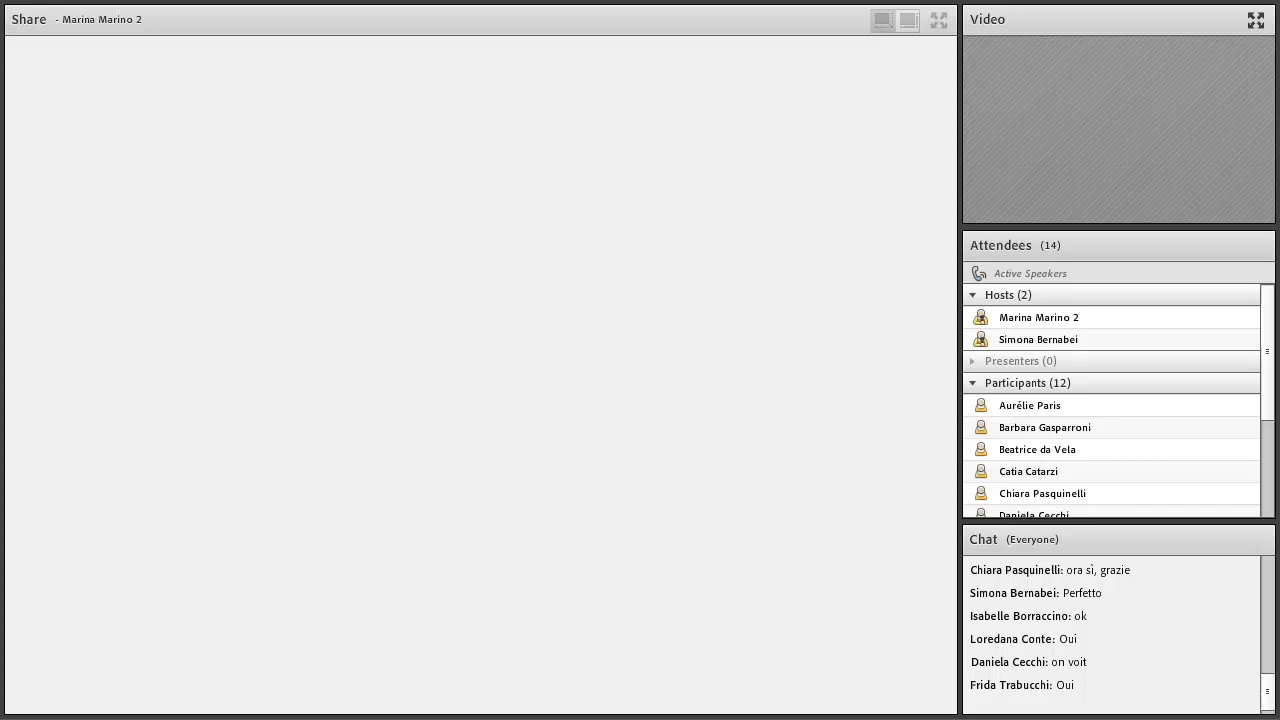 Share - Marina Marino 2
Video
Attendees (14)
Active Speakers
Hosts (2)
Marina Marino 2
Simona Bernabei
Presenters (0)
Participants (12)
Aurélie Paris
Barbara Gasparroni
Beatrice da Vela
Catia Catarzi
Chiara Pasquinelli
Daniela Cecchi
Chat (Everyone)
Chiara Pasquinelli: ora sì, grazie
Simona Bernabei: Perfetto
Isabelle Borraccino: ok
Loredana Conte: Oui
Daniela Cecchi: on voit
Frida Trabucchi: Oui